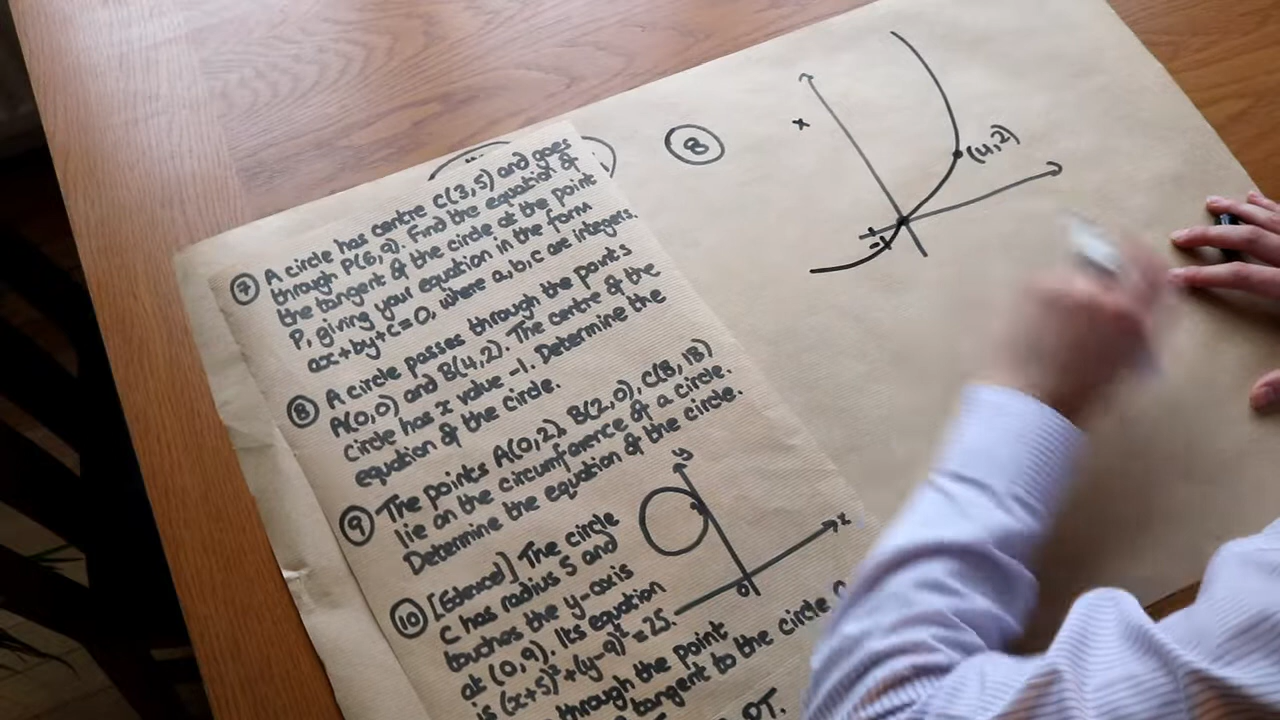 ⑦ A circle has centre C(3,5) and goes
through P(6,9). Find the equation of
the tangent of the circle at the point
P, giving your equation in the form
ax+by+c=0, where a, b, c are integers.
⑧ A circle passes through the points
A(0,0) and B(4,2). The centre of the
circle has x value -1. Determine the
equation of the circle.
⑨ The points A(0,2), B(2,0), C(8,18)
lie on the circumference of a circle.
Determine the equation of the circle.
⑩ [Edexcel] The circle
C has radius 5 and
touches the y-axis
at (0,9). Its equation
is (x+5)²+(y-9)²=25.
through the point
tangent to the circle
PT.
y
x
O
⑧
x
(4,2)
-1